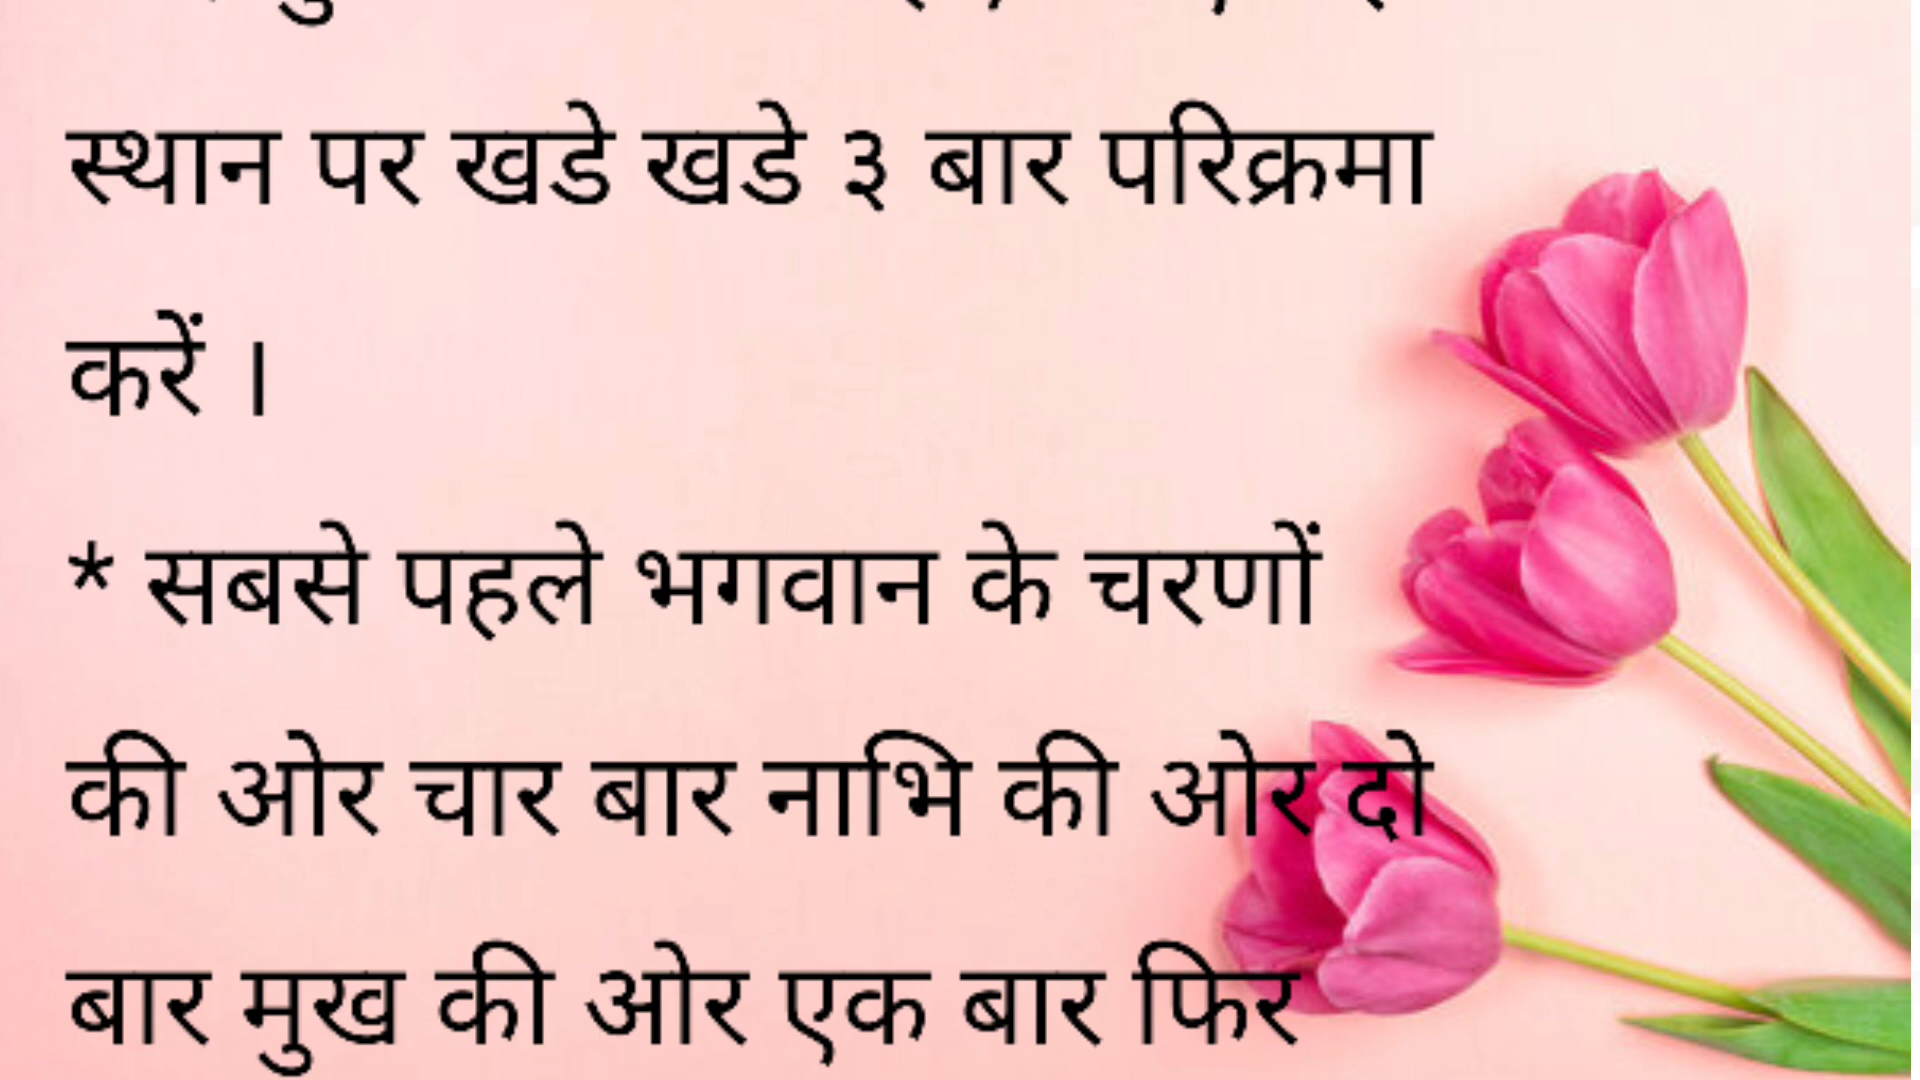 स्थान पर खडे खडे ३ बार परिक्रमा
करें ।
* सबसे पहले भगवान के चरणों
की ओर चार बार नाभि की ओर दो
बार मुख की ओर एक बार फिर